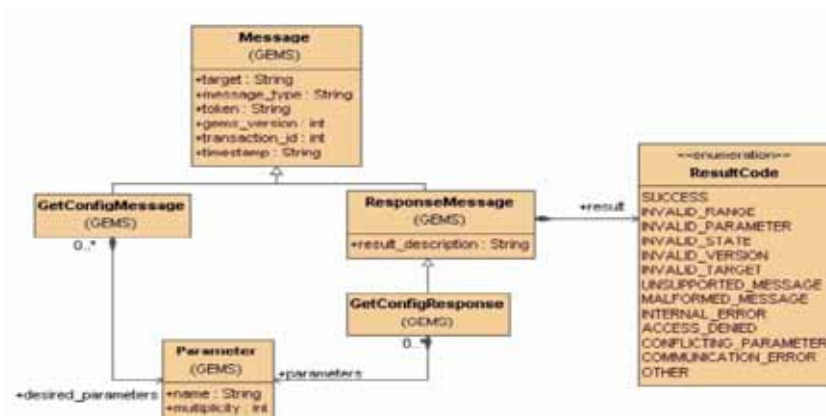 Message
(GEMS)
+target : String
+message_type : String
+token : String
+gems_version : int
+transaction_id : int
+timestamp : String
GetConfigMessage
(GEMS)
0..*
ResponseMessage
(GEMS)
+result_description : String
+result
<<enumeration>>
ResultCode
SUCCESS
INVALID_RANGE
INVALID_PARAMETER
INVALID_STATE
INVALID_VERSION
INVALID_TARGET
UNSUPPORTED_MESSAGE
MALFORMED_MESSAGE
INTERNAL_ERROR
ACCESS_DENIED
CONFLICTING_PARAMETER
COMMUNICATION_ERROR
OTHER
GetConfigResponse
(GEMS)
0..*
Parameter
(GEMS)
+name : String
+multiplicity : int
+desired_parameters
+parameters